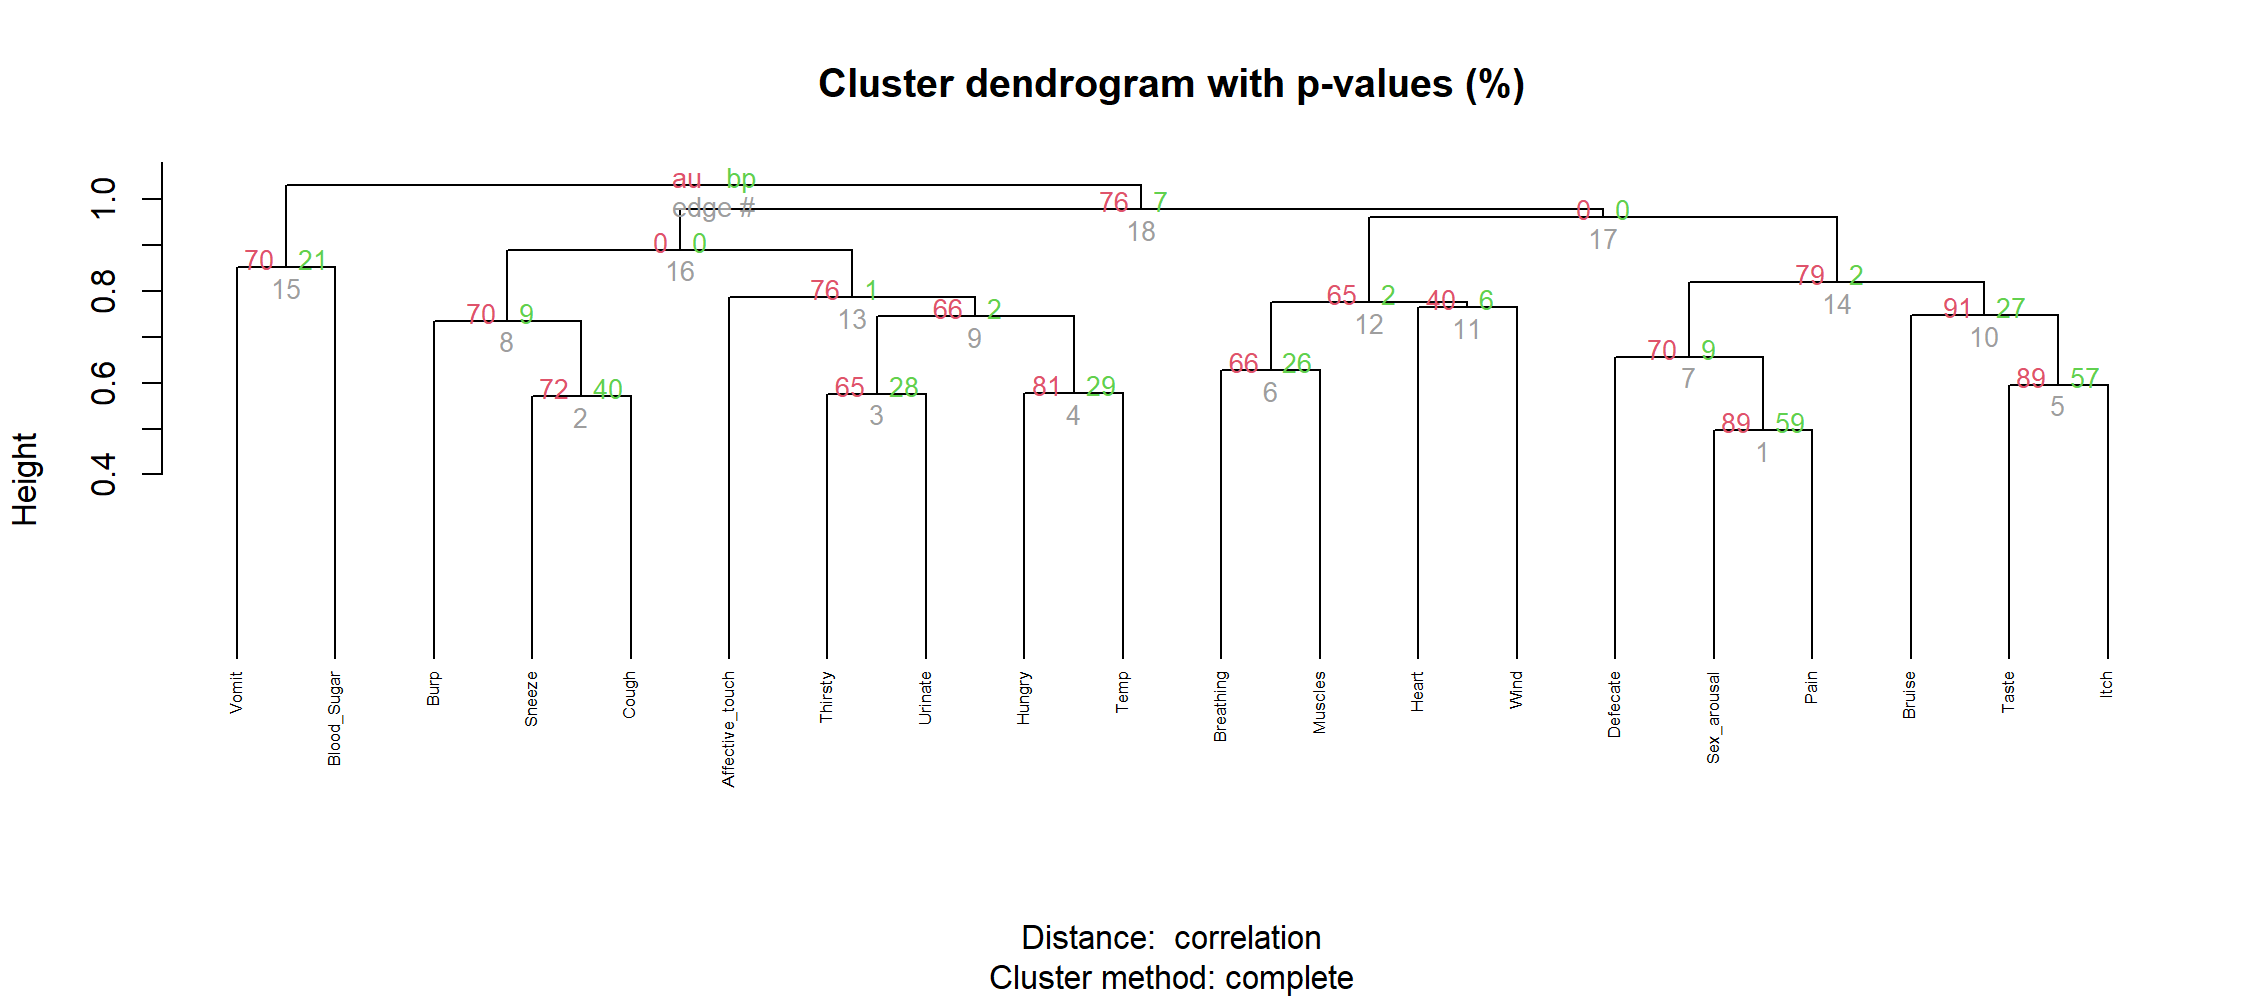 Cluster dendrogram with p-values (%)
Height
1.0
0.8
0.6
0.4
au bp
edge #
76 7
18
0 0
17
0 0
16
70 21
15
79 2
14
76 1
13
65 2
12
40 6
11
91 27
10
66 2
9
70 9
8
70 9
7
66 26
6
89 57
5
81 29
4
65 28
3
72 40
2
89 59
1
Vomit
Blood_Sugar
Burp
Sneeze
Cough
Affective_touch
Thirsty
Urinate
Hungry
Temp
Breathing
Muscles
Heart
Wind
Defecate
Sex_arousal
Pain
Bruise
Taste
Itch
Distance: correlation
Cluster method: complete